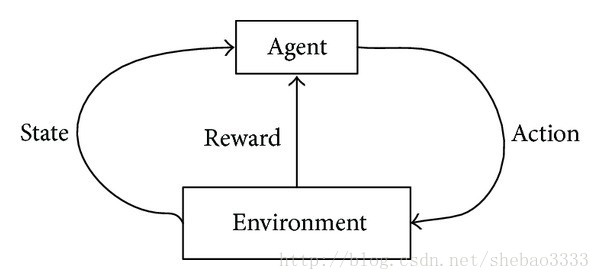 Agent
State
Reward
Action
Environment
http://blog.csdn.net/shebao3333